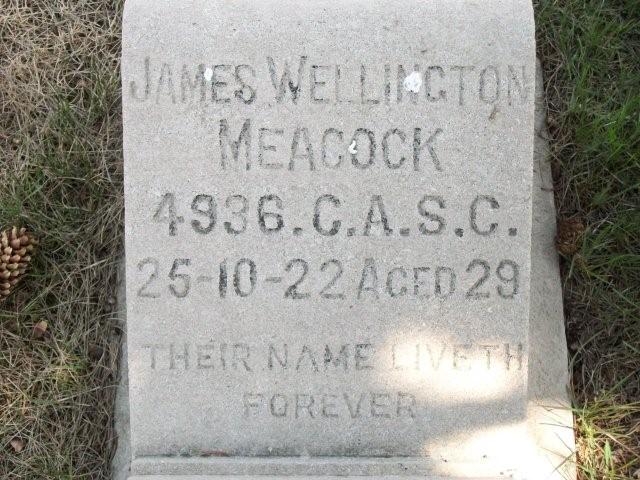 JAMES WELLINGTON
MEACOCK
4936.C.A.S.C.
25-10-22 AGED 29
THEIR NAME LIVETH
FOREVER